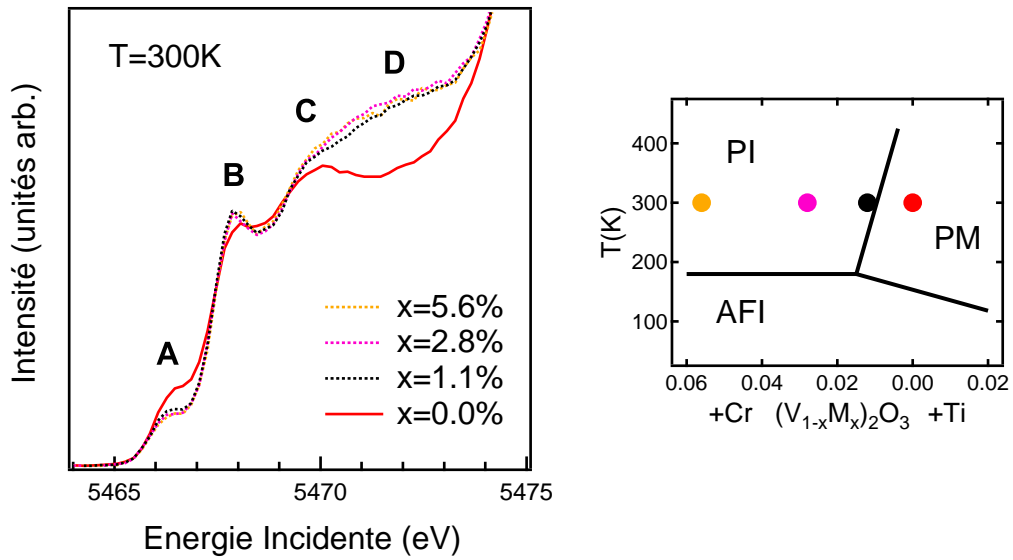 T=300K
A
B
C
D
x=5.6%
x=2.8%
x=1.1%
x=0.0%
Intensité (unités arb.)
5465
5470
5475
Energie Incidente (eV)
PI
PM
AFI
T(K)
400
300
200
100
0.06
0.04
0.02
0.00
0.02
+Cr (V1-xMx)2O3 +Ti